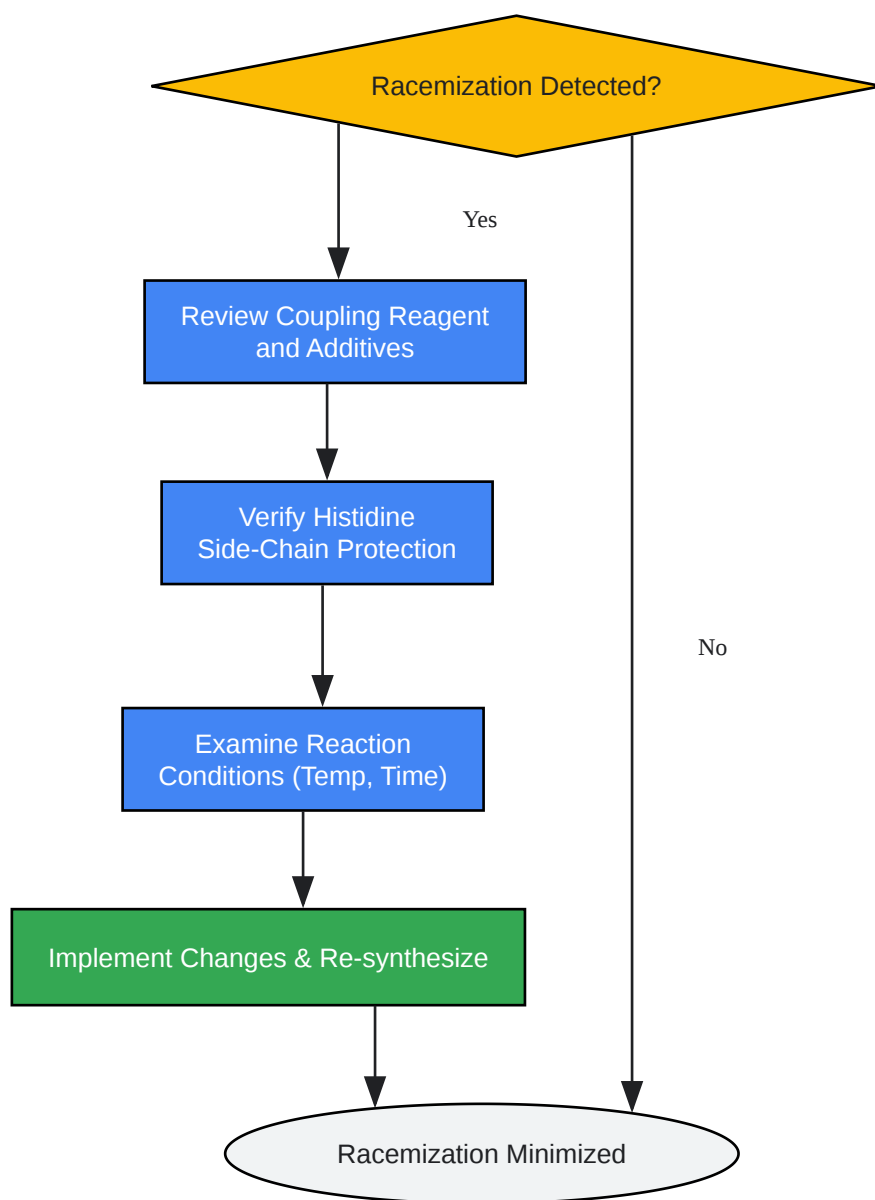 Racemization Detected?
Yes
Review Coupling Reagent
and Additives
Verify Histidine
Side-Chain Protection
No
Examine Reaction
Conditions (Temp, Time)
Implement Changes & Re-synthesize
Racemization Minimized